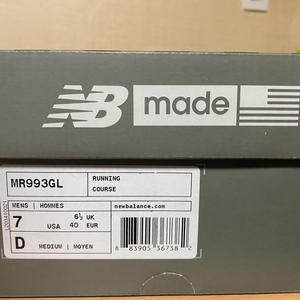 NB made
MR993GL
RUNNING
COURSE
MENS | HOMMES
newbalance.com
7 USA
6½ UK
40 EUR
D MEDIUM | MOYEN
8 83905 36738 2